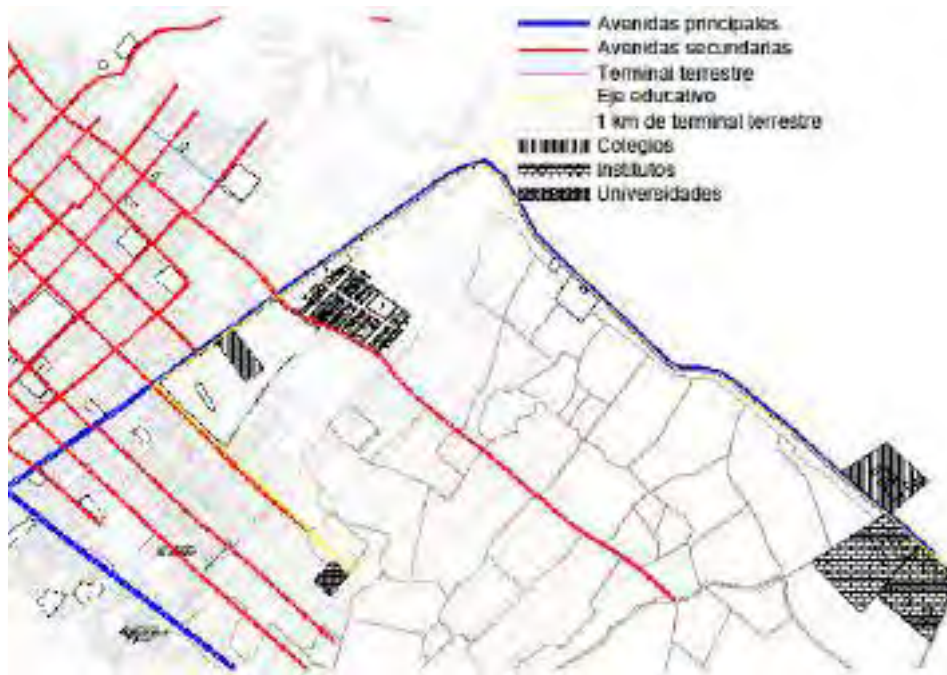 Avenidas principales
Avenidas secundarias
Terminal terrestre
Eje educativo
1 km de terminal terrestre
Colegios
Institutos
Universidades